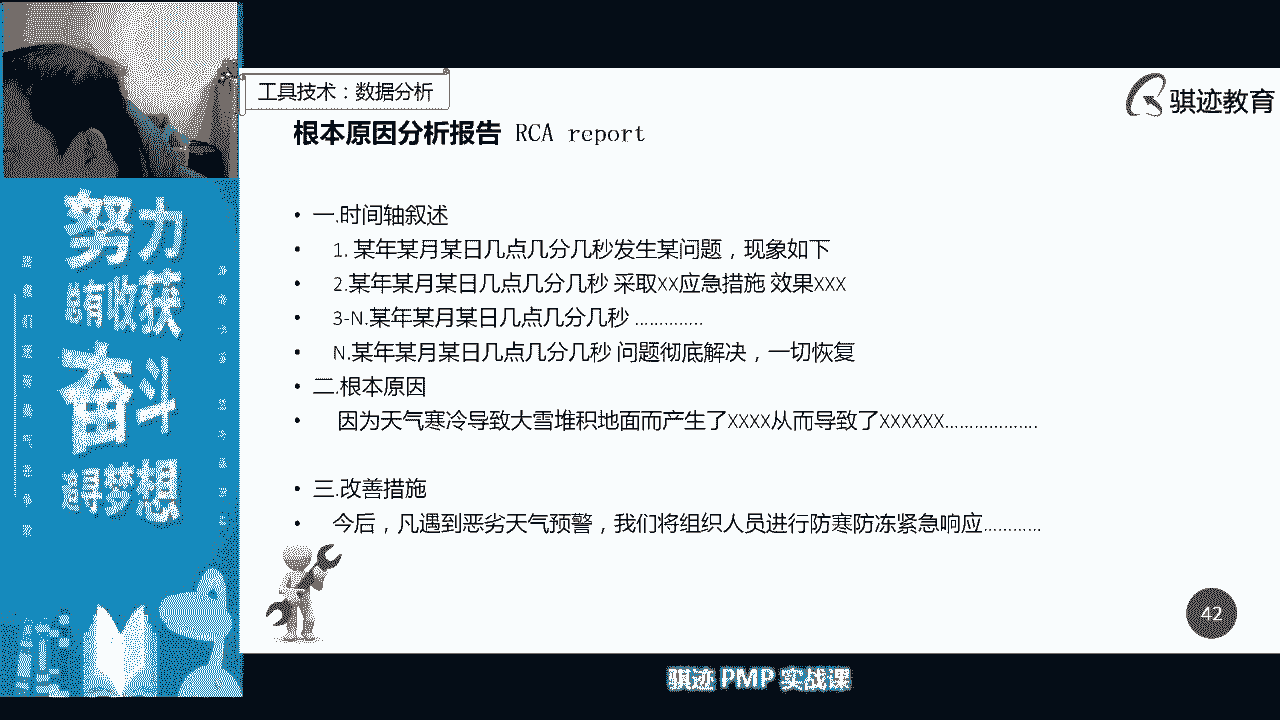 工具技术：数据分析
骐迹教育
根本原因分析报告 RCA report
努力
总有收获
奋斗
赢得梦想
• 一.时间轴叙述
• 1. 某年某月某日几点几分几秒发生某问题，现象如下
• 2.某年某月某日几点几分几秒 采取XX应急措施 效果XXX
• 3-N.某年某月某日几点几分几秒 ..............
• N.某年某月某日几点几分几秒 问题彻底解决，一切恢复
• 二.根本原因
• 因为天气寒冷导致大雪堆积地面而产生了XXXX从而导致了XXXXXX...................
• 三.改善措施
• 今后，凡遇到恶劣天气预警，我们将组织人员进行防寒防冻紧急响应............
42
骐迹 PMP 实战课